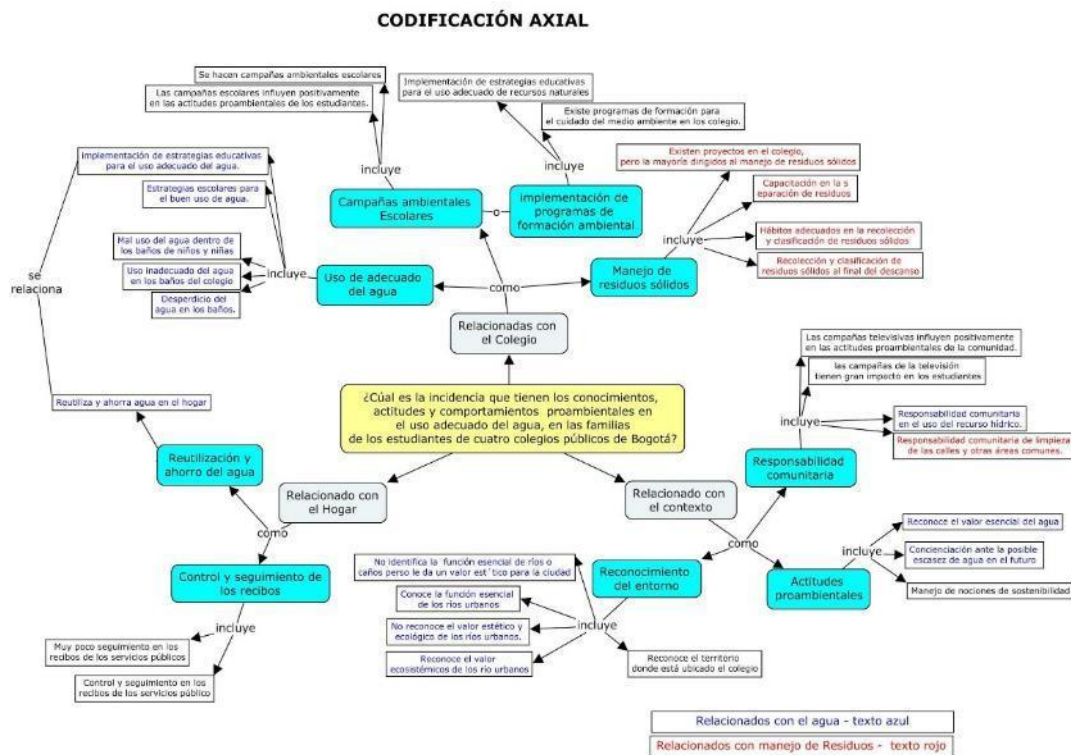 CODIFICACIÓN AXIAL
Se hacen campañas ambientales escolares
Las campañas escolares influyen positivamente
en las actitudes proambientales de los estudiantes.
Implementación de estrategias educativas
para el uso adecuado de recursos naturales
Existe programas de formación para
el cuidado del medio ambiente en los colegio.
incluye
incluye
Implementación de estrategias educativas
para el uso adecuado del agua.
Estrategias escolares para
el buen uso de agua.
Mal uso del agua dentro de
los baños de niños y niñas
Uso inadecuado del agua
en los baños del colegio
Desperdicio del
agua en los baños.
incluye
se
relaciona
Campañas ambientales
Escolares
o
implementación de
programas de
formación ambiental
Existen proyectos en el colegio,
pero la mayoría dirigidos al manejo de residuos sólidos
Capacitación en la s
eparación de residuos
Hábitos adecuados en la recolección
y clasificación de residuos sólidos
Recolección y clasificación de
residuos sólidos al final del descanso
incluye
Uso de adecuado
del agua
como
Manejo de
residuos sólidos
Relacionadas con
el Colegio
¿Cúal es la incidencia que tienen los conocimientos,
actitudes y comportamientos proambientales en
el uso adecuado del agua, en las familias
de los estudiantes de cuatro colegios públicos de Bogotá?
Las campañas televisivas influyen positivamente
en las actitudes proambientales de la comunidad.
las campañas de la televisión
tienen gran impacto en los estudiantes
incluye
Responsabilidad comunitaria
en el uso del recurso hídrico.
Responsabilidad comunitaria de limpieza
de las calles y otras áreas comunes.
Responsabilidad
comunitaria
Reutiliza y ahorra agua en el hogar
Reutilización y
ahorro del agua
Relacionado con
el Hogar
como
Control y seguimiento de
los recibos
incluye
Muy poco seguimiento en los
recibos de los servicios públicos
Control y seguimiento en los
recibos de los servicios público
Relacionado con
el contexto
como
Reconocimiento
del entorno
No identifica la función esencial de ríos o
caños perso le da un valor est´tico para la ciudad
Conoce la función esencial
de los ríos urbanos
No reconoce el valor estético y
ecológico de los ríos urbanos.
Reconoce el valor
ecosistémicos de los río urbanos
incluye
Reconoce el territorio
donde está ubicado el colegio
Actitudes
proambientales
incluye
Reconoce el valor esencial del agua
Concienciación ante la posible
escasez de agua en el futuro
Manejo de nociones de sostenibilidad
Relacionados con el agua - texto azul
Relacionados con manejo de Residuos - texto rojo